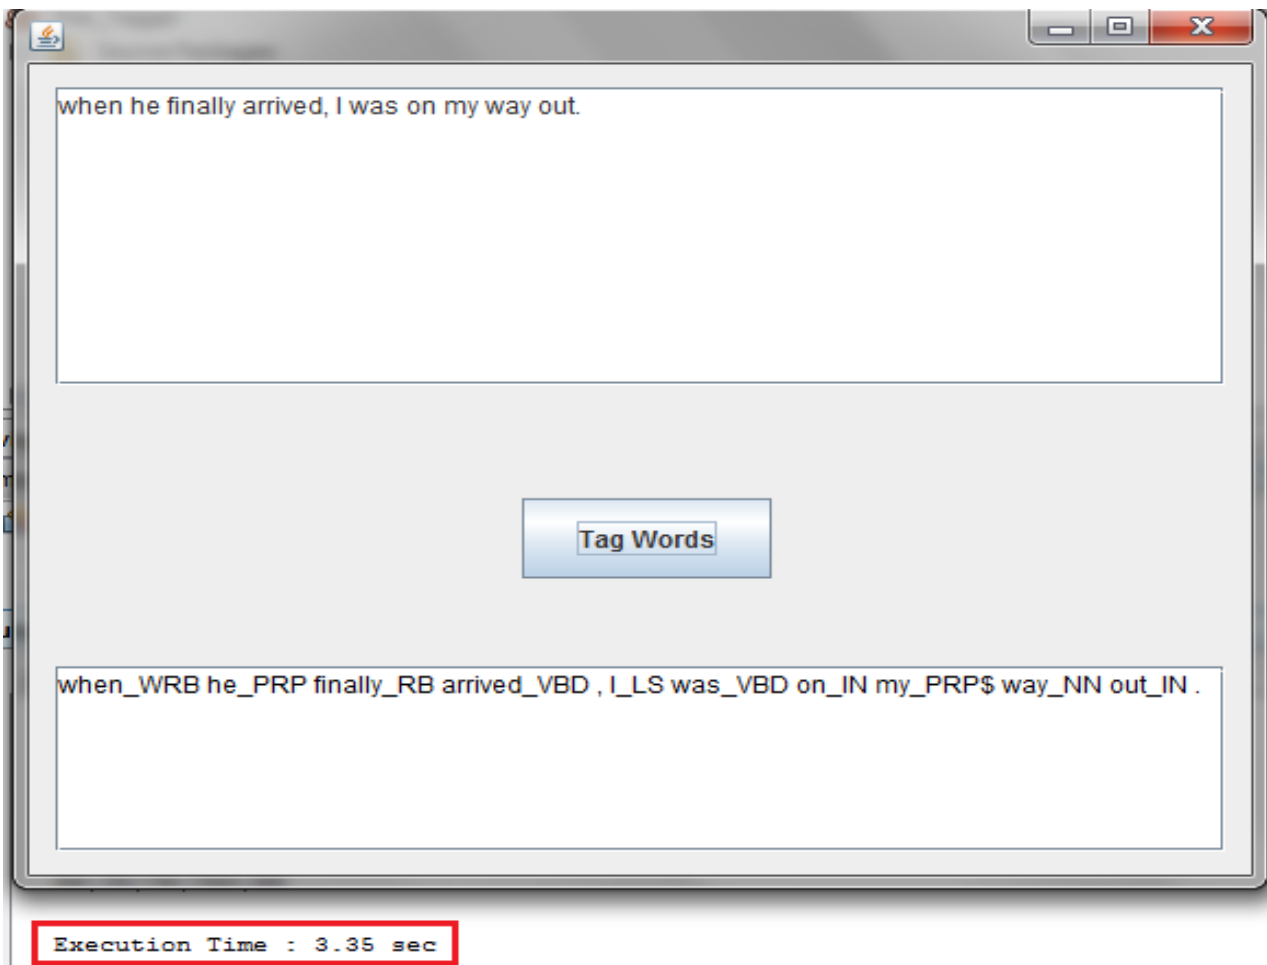 when he finally arrived, I was on my way out.
Tag Words
when_WRB he_PRP finally_RB arrived_VBD , I_LS was_VBD on_IN my_PRP$ way_NN out_IN .
Execution Time : 3.35 sec